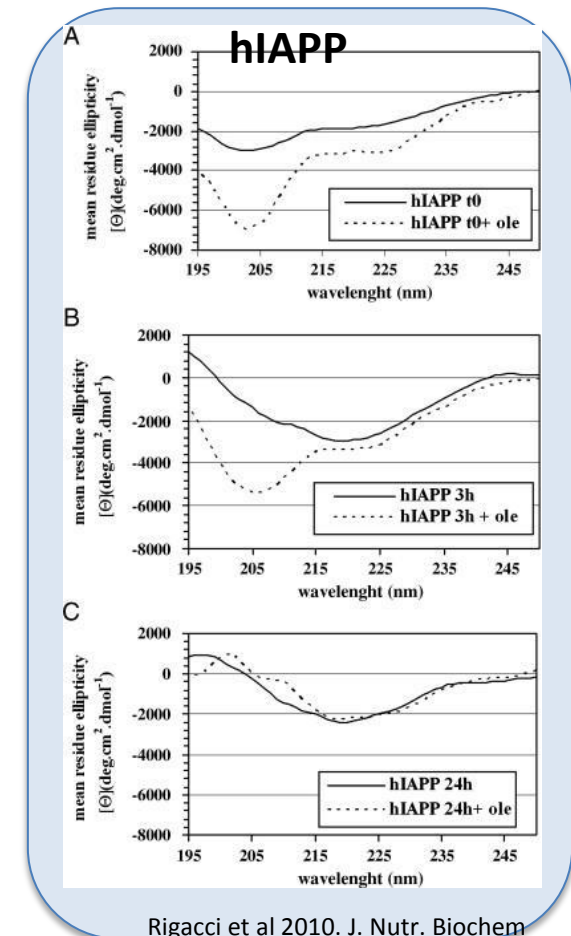 A
hIAPP
mean residue ellipticity
[Θ](deg.cm².dmol⁻¹)
2000
0
-2000
-4000
-6000
-8000
hIAPP t0
hIAPP t0+ ole
195 205 215 225 235 245
wavelenght (nm)
B
mean residue ellipticity
[Θ](deg.cm².dmol⁻¹)
2000
0
-2000
-4000
-6000
-8000
hIAPP 3h
hIAPP 3h + ole
195 205 215 225 235 245
wavelenght (nm)
C
mean residue ellipticity
[Θ](deg.cm².dmol⁻¹)
2000
0
-2000
-4000
-6000
-8000
hIAPP 24h
hIAPP 24h+ ole
195 205 215 225 235 245
wavelenght (nm)
Rigacci et al 2010. J. Nutr. Biochem